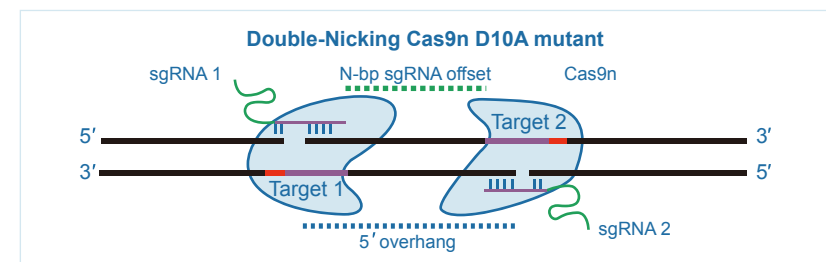 Double-Nicking Cas9n D10A mutant
sgRNA 1
N-bp sgRNA offset
Cas9n
Target 2
5′
3′
3′
5′
Target 1
sgRNA 2
5′ overhang